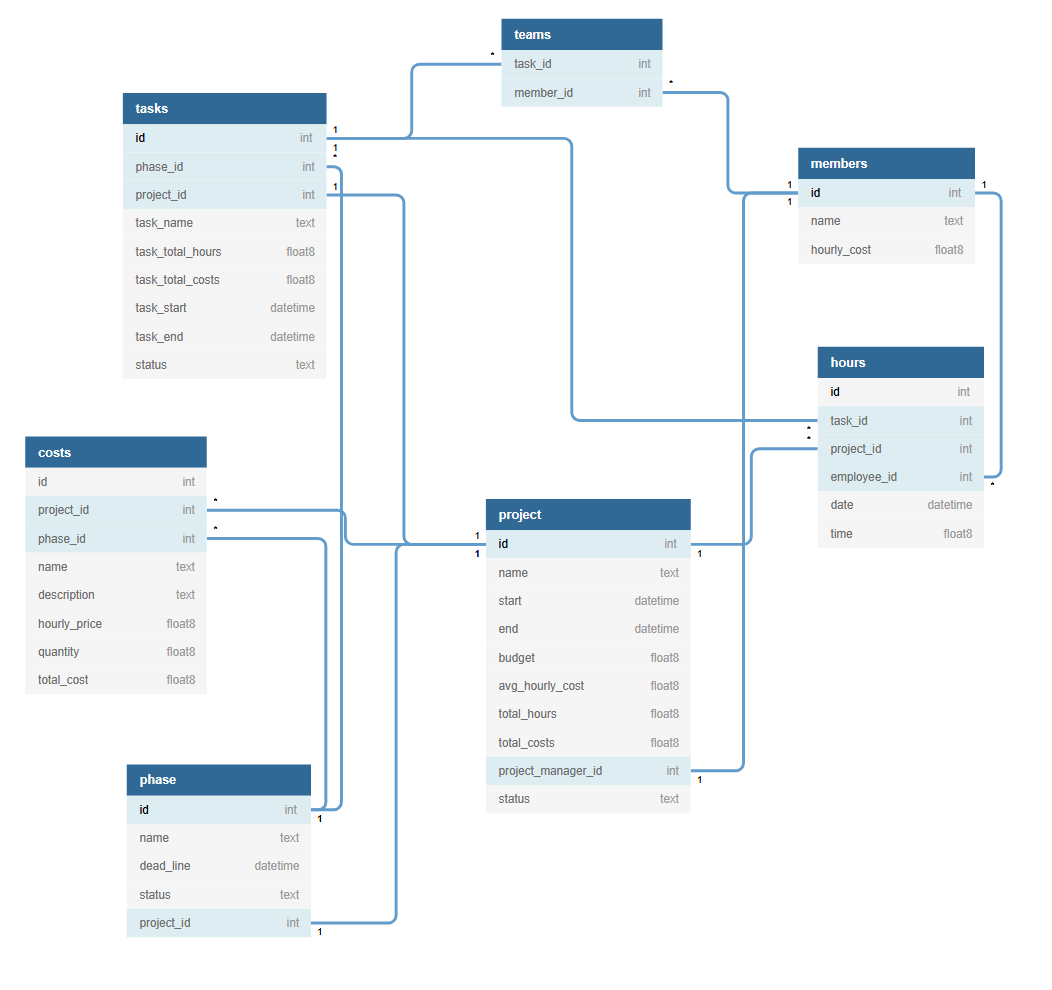 teams
task_id int
member_id int
*
*
tasks
id int
phase_id int
project_id int
task_name text
task_total_hours float8
task_total_costs float8
task_start datetime
task_end datetime
status text
1
1
*
1
members
id int
name text
hourly_cost float8
1
1
1
hours
id int
task_id int
project_id int
employee_id int
date datetime
time float8
*
*
*
costs
id int
project_id int
phase_id int
name text
description text
hourly_price float8
quantity float8
total_cost float8
*
*
project
id int
name text
start datetime
end datetime
budget float8
avg_hourly_cost float8
total_hours float8
total_costs float8
project_manager_id int
status text
1
1
1
1
phase
id int
name text
dead_line datetime
status text
project_id int
1
1